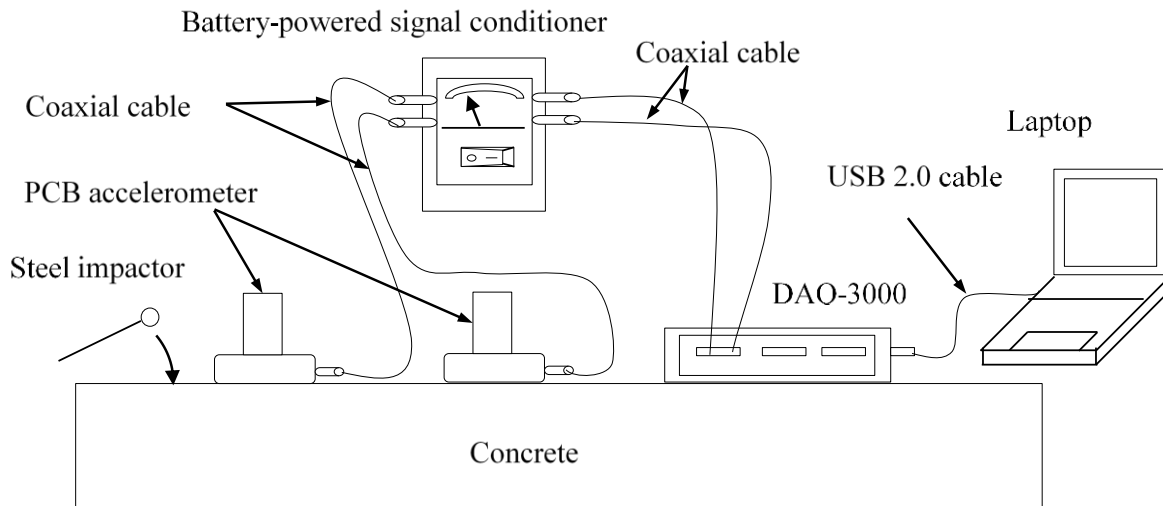 Battery-powered signal conditioner
Coaxial cable
Coaxial cable
Laptop
USB 2.0 cable
PCB accelerometer
Steel impactor
DAQ-3000
Concrete